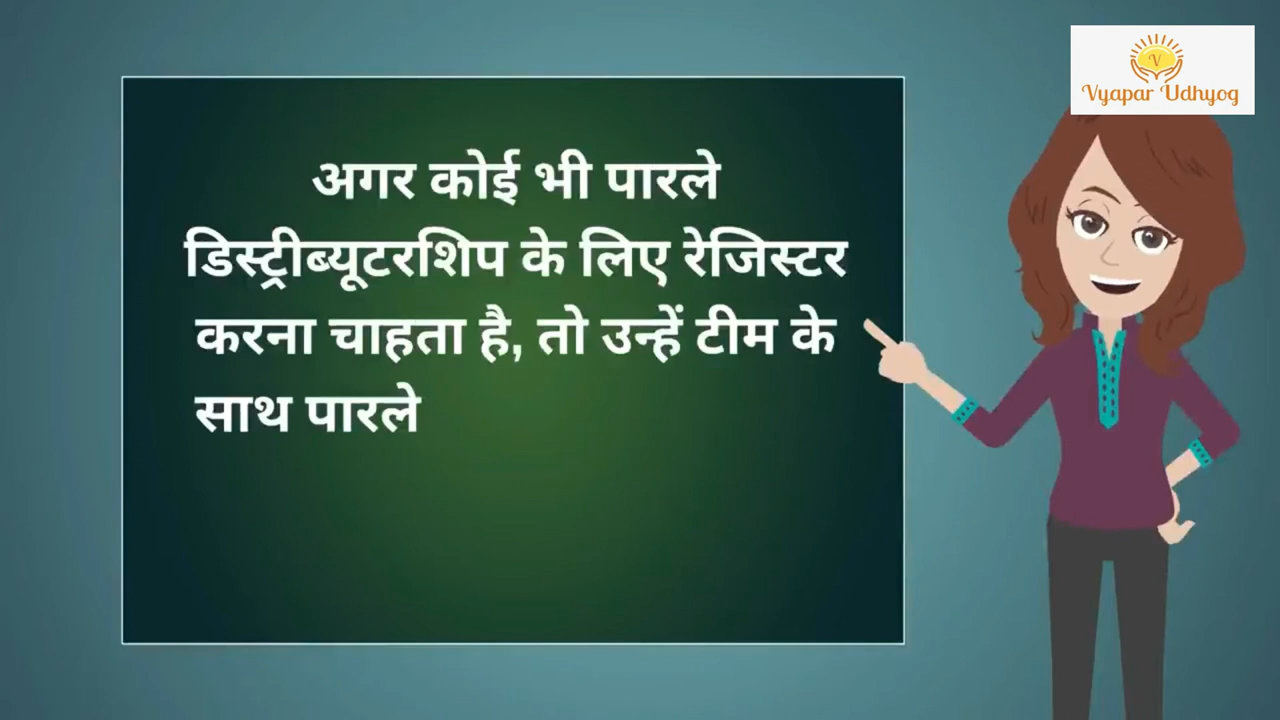 Vyapar Udhyog
अगर कोई भी पारले
डिस्ट्रीब्यूटरशिप के लिए रेजिस्टर
करना चाहता है, तो उन्हें टीम के
साथ पारले